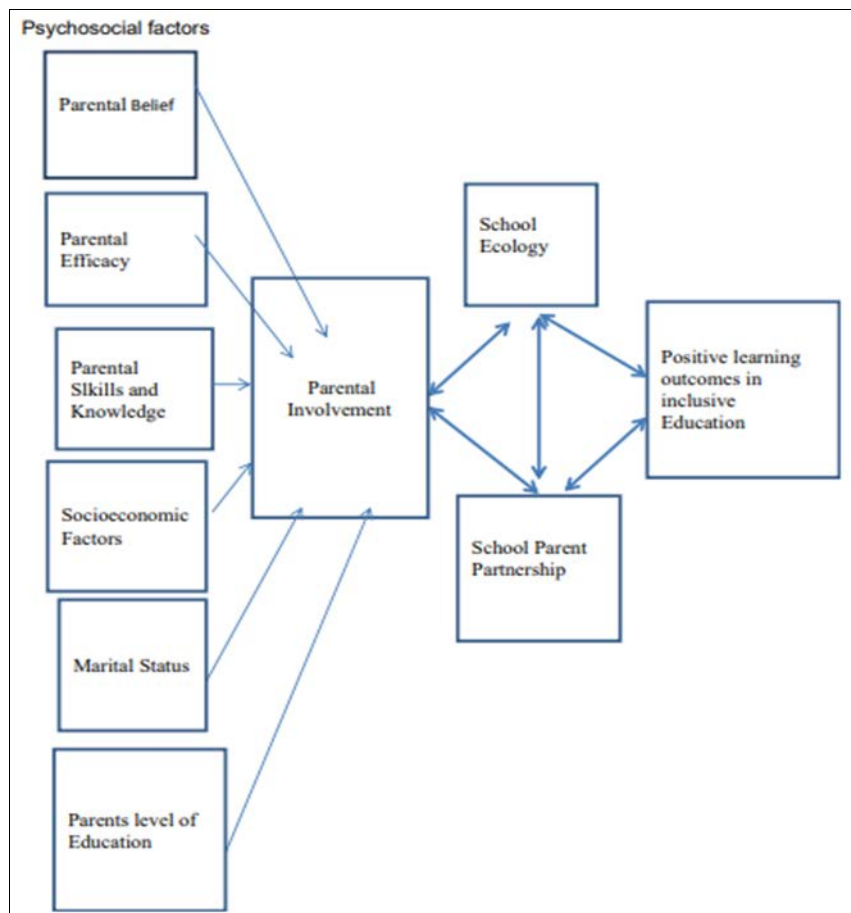 Psychosocial factors
Parental Belief
Parental
Efficacy
Parental
Slkills and
Knowledge
Socioeconomic
Factors
Marital Status
Parents level of
Education
Parental
Involvement
School
Ecology
School Parent
Partnership
Positive learning
outcomes in
inclusive
Education